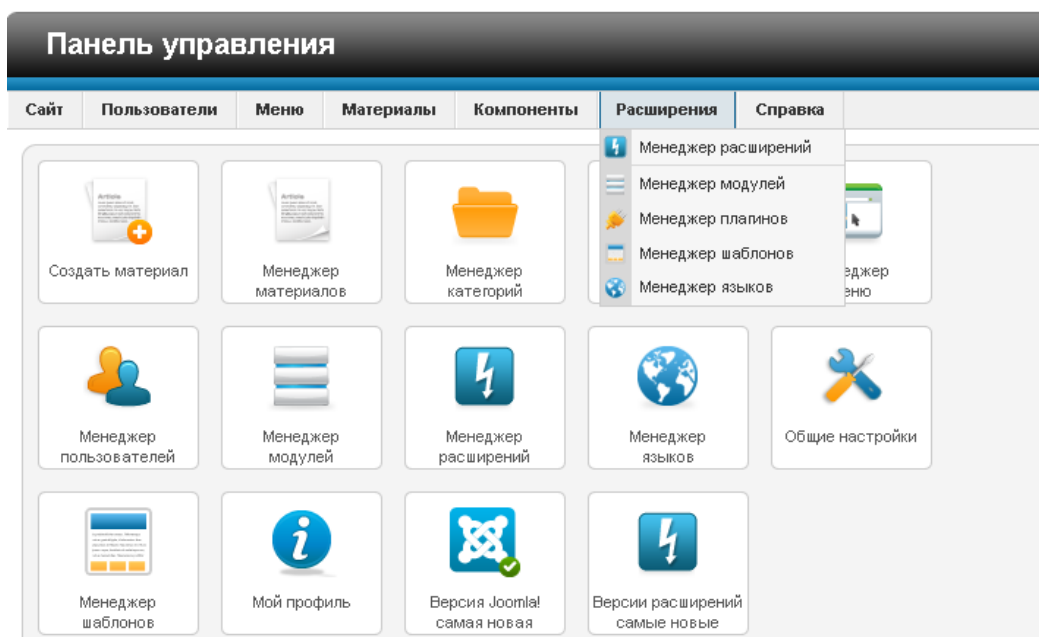 Панель управления
Сайт Пользователи Меню Материалы Компоненты Расширения Справка
Менеджер расширений
Менеджер модулей
Менеджер плагинов
Менеджер шаблонов
Менеджер языков
Создать материал
Менеджер
материалов
Менеджер
категорий
еджер
еню
Менеджер
пользователей
Менеджер
модулей
Менеджер
расширений
Менеджер
языков
Общие настройки
Менеджер
шаблонов
Мой профиль
Версия Joomla!
самая новая
Версии расширений
самые новые
Article
Article